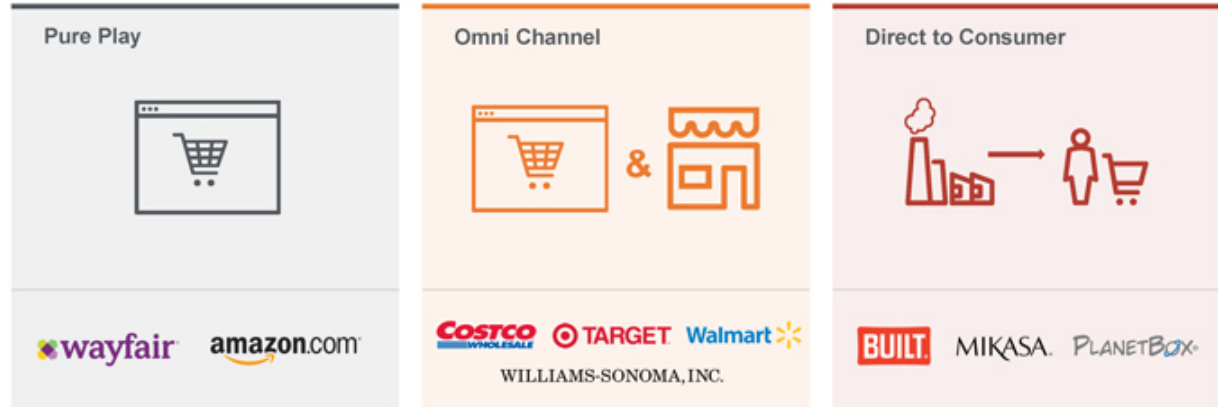 Pure Play
wayfair
amazon.com
Omni Channel
&
COSTCO
WHOLESALE
TARGET
Walmart
WILLIAMS-SONOMA, INC.
Direct to Consumer
BUILT.
MIKASA.
PLANETBOX